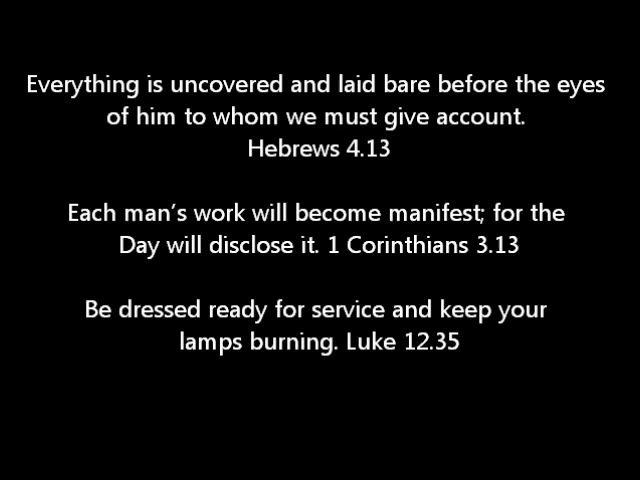 Everything is uncovered and laid bare before the eyes
of him to whom we must give account.
Hebrews 4.13
Each man’s work will become manifest; for the
Day will disclose it. 1 Corinthians 3.13
Be dressed ready for service and keep your
lamps burning. Luke 12.35